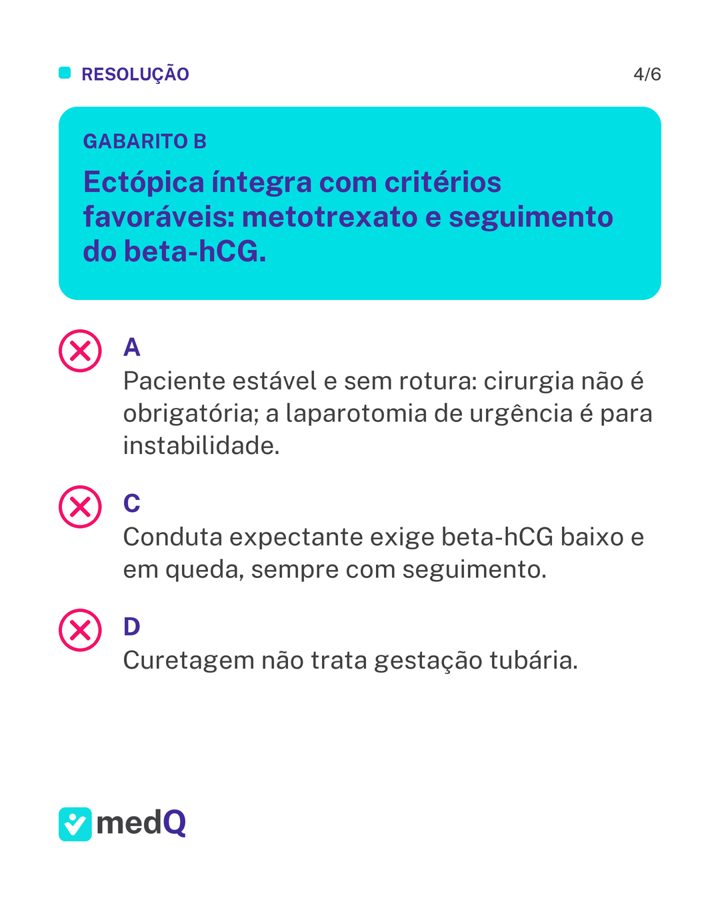 RESOLUÇÃO
4/6
GABARITO B
Ectópica íntegra com critérios
favoráveis: metotrexato e seguimento
do beta-hCG.
A
Paciente estável e sem rotura: cirurgia não é
obrigatória; a laparotomia de urgência é para
instabilidade.
C
Conduta expectante exige beta-hCG baixo e
em queda, sempre com seguimento.
D
Curetagem não trata gestação tubária.
medQ